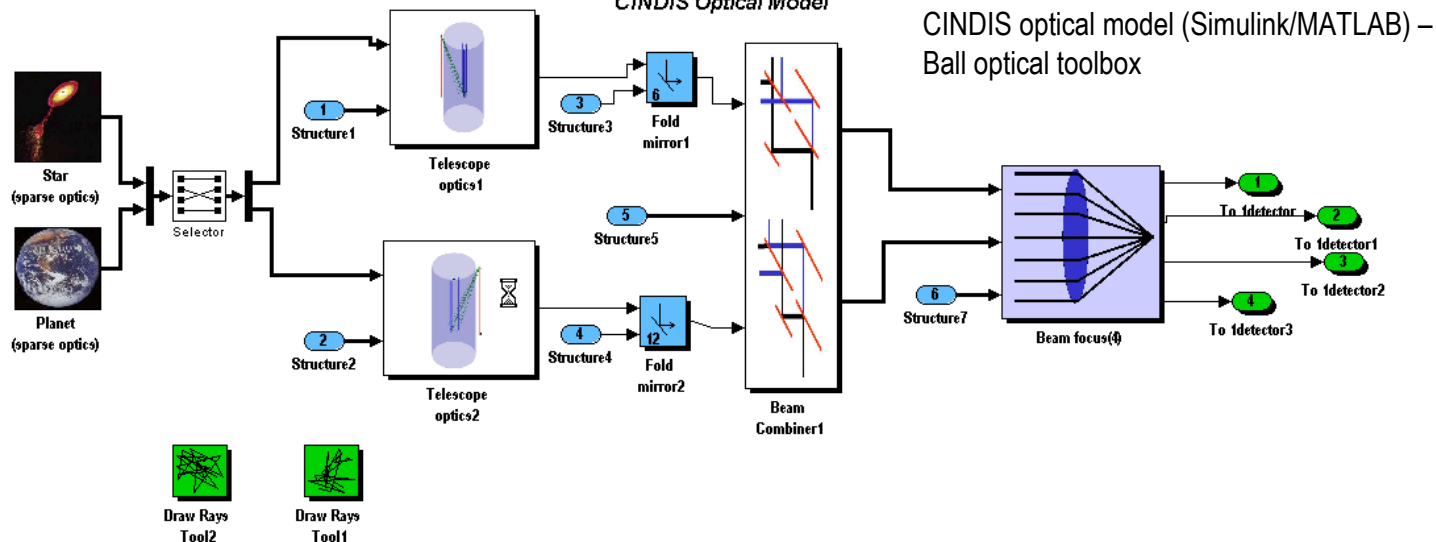 CINDIS Optical Model
CINDIS optical model (Simulink/MATLAB) –
Ball optical toolbox
Star
(sparse optics)
Planet
(sparse optics)
Selector
1
Structure1
Telescope
optics1
3
Structure3
6
Fold
mirror1
5
Structure5
2
Structure2
Telescope
optics2
4
Structure4
12
Fold
mirror2
Beam
Combiner1
6
Structure7
Beam focus(4)
1
To 1detector
2
To 1detector1
3
To 1detector2
4
To 1detector3
Draw Rays
Tool2
Draw Rays
Tool1